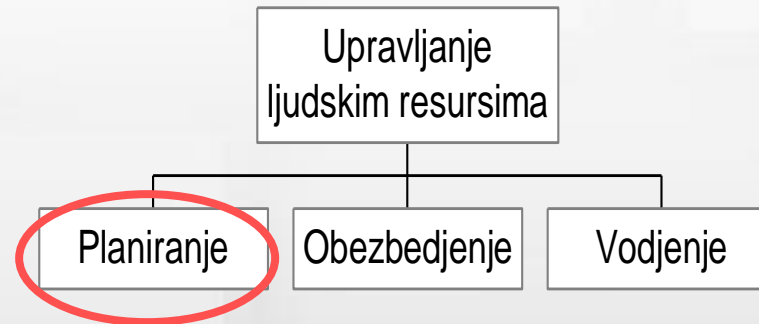 Upravljanje
ljudskim resursima
Planiranje
Obezbedjenje
Vodjenje